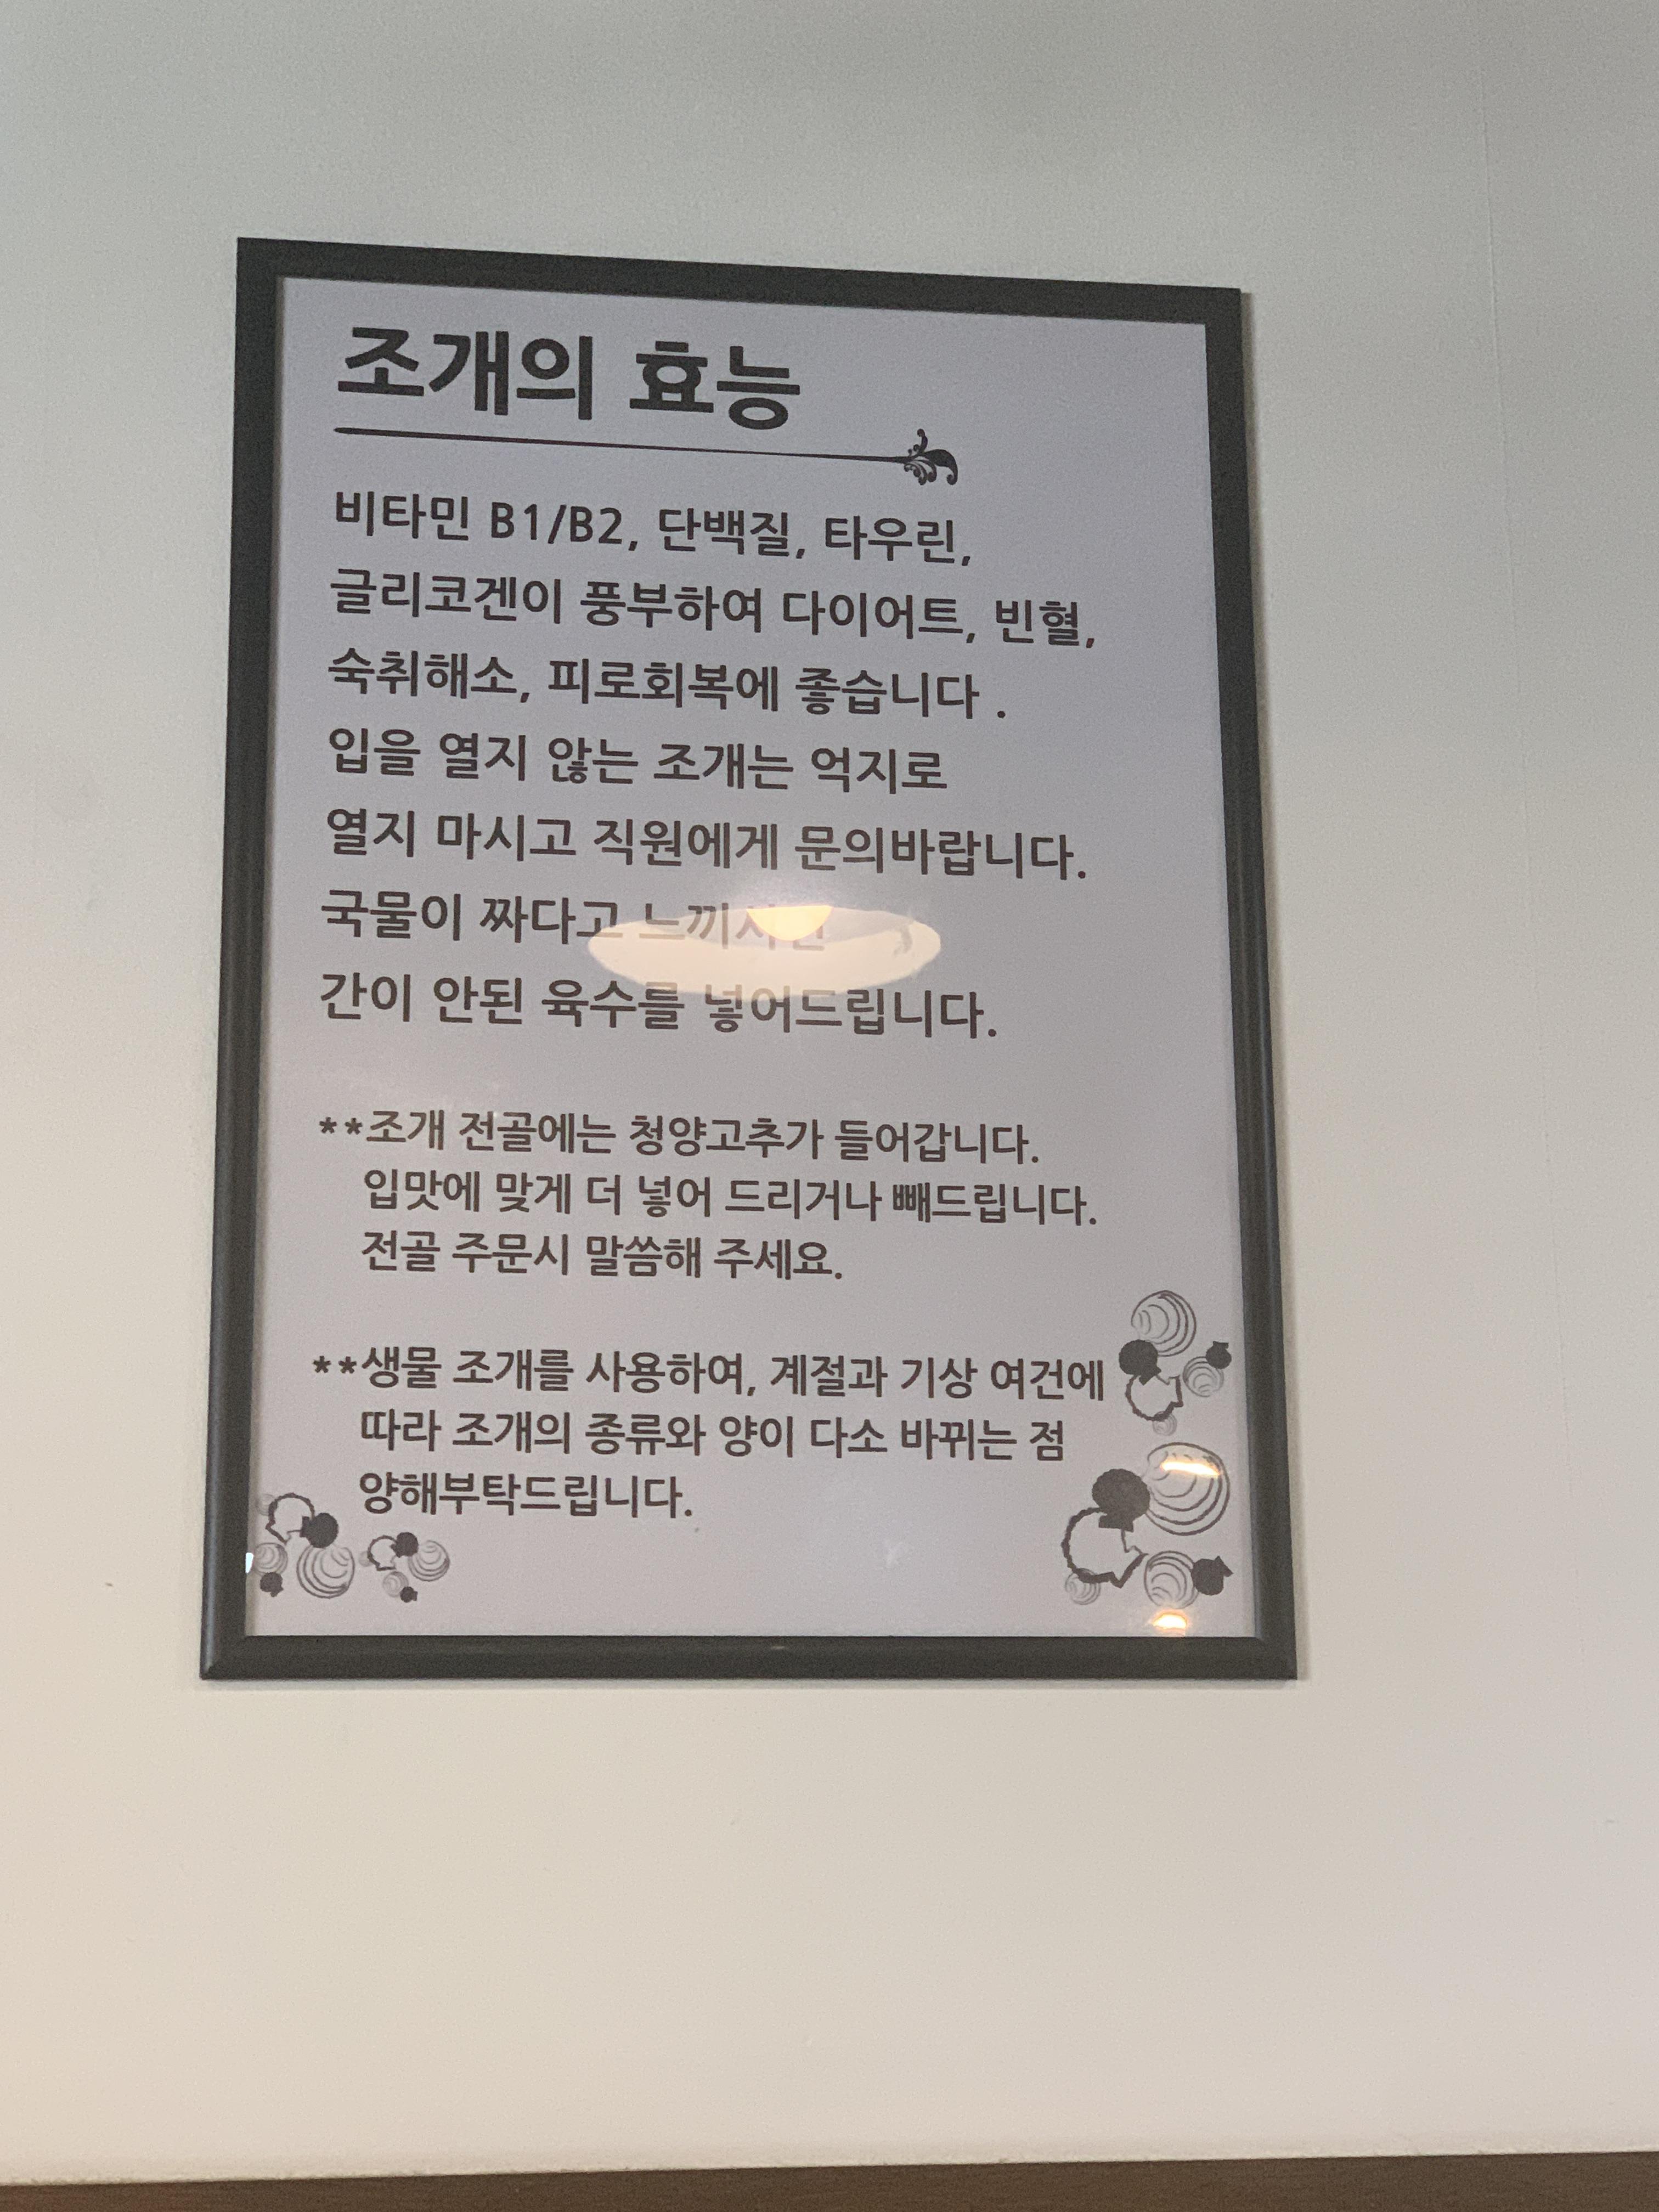 조개의 효능
비타민 B1/B2, 단백질, 타우린,
글리코겐이 풍부하여 다이어트, 빈혈,
숙취해소, 피로회복에 좋습니다 .
입을 열지 않는 조개는 억지로
열지 마시고 직원에게 문의바랍니다.
국물이 짜다고 느끼시면
간이 안된 육수를 넣어드립니다.
**조개 전골에는 청양고추가 들어갑니다.
입맛에 맞게 더 넣어 드리거나 빼드립니다.
전골 주문시 말씀해 주세요.
**생물 조개를 사용하여, 계절과 기상 여건에
따라 조개의 종류와 양이 다소 바뀌는 점
양해부탁드립니다.